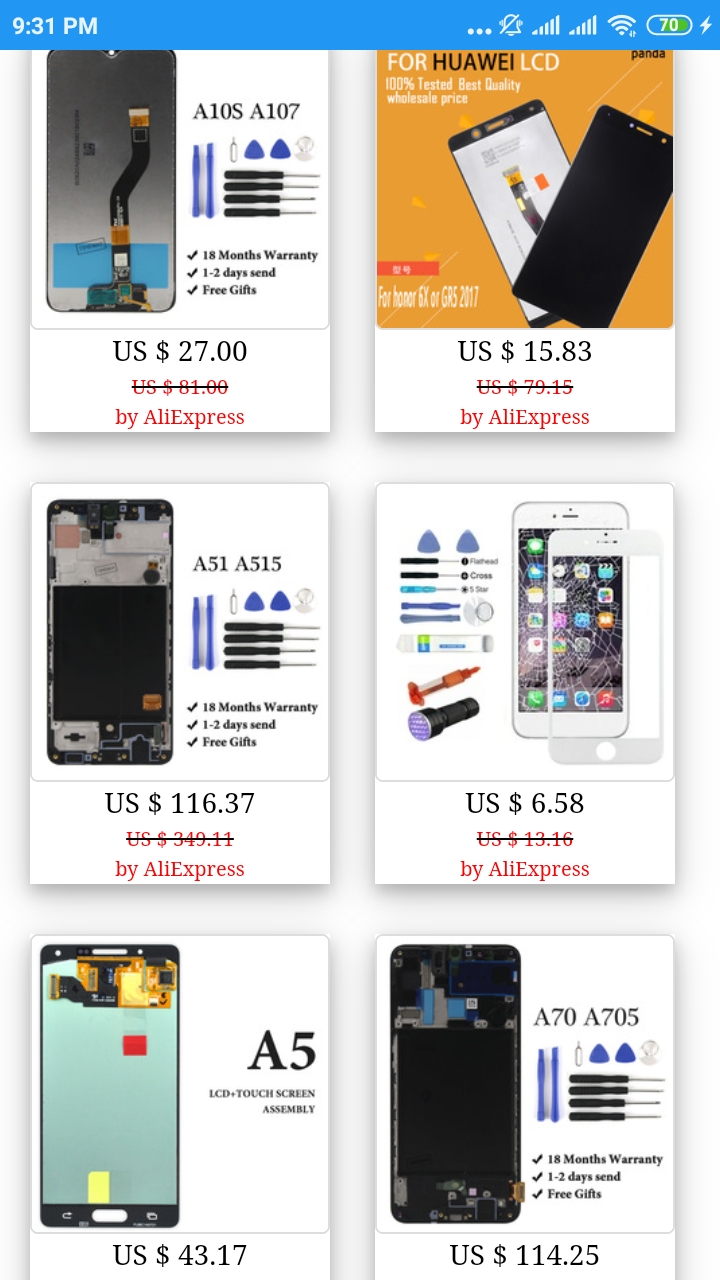 9:31 PM
70
A10S A107
18 Months Warranty
1-2 days send
Free Gifts
US $ 27.00
US $ 81.00
by AliExpress
panda
FOR HUAWEI LCD
100% Tested Best Quality
wholesale price
型号
For honor 6X or GR5 2017
US $ 15.83
US $ 79.15
by AliExpress
A51 A515
18 Months Warranty
1-2 days send
Free Gifts
US $ 116.37
US $ 349.11
by AliExpress
Flathead
Cross
5 Star
US $ 6.58
US $ 13.16
by AliExpress
A5
LCD+TOUCH SCREEN
ASSEMBLY
US $ 43.17
A70 A705
18 Months Warranty
1-2 days send
Free Gifts
US $ 114.25